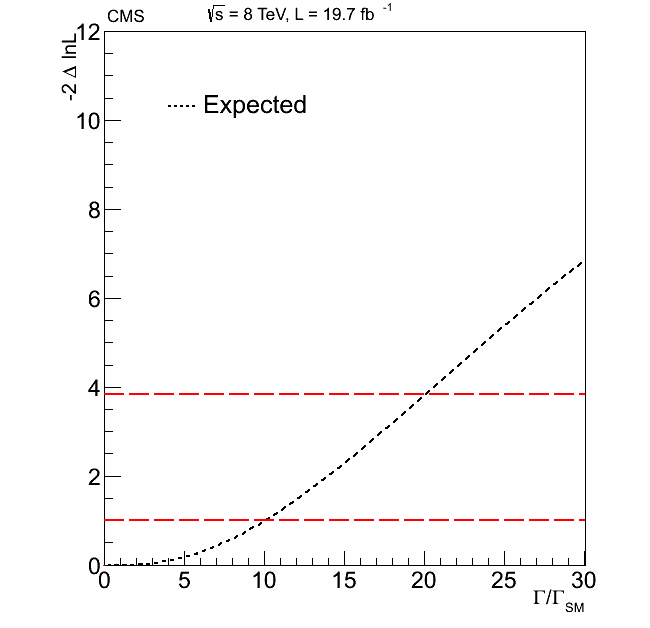 CMS
√s = 8 TeV, L = 19.7 fb -1
-2 Δ lnL
12
10
8
6
4
2
0
Expected
0 5 10 15 20 25 30
Γ/Γ_SM